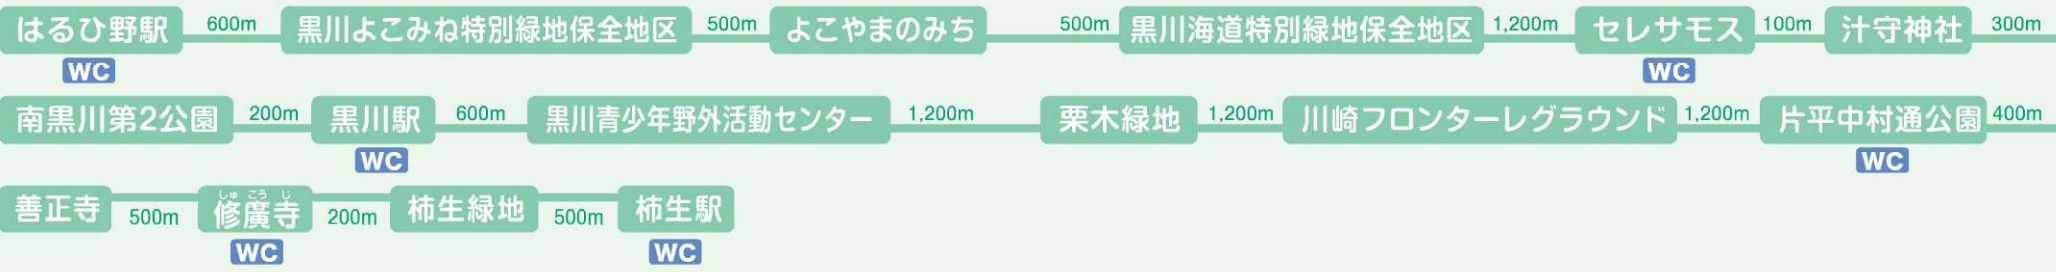 はるひ野駅 600m 黒川よこみね特別緑地保全地区 500m よこやまのみち 500m 黒川海道特別緑地保全地区 1,200m セレサモス 100m 汁守神社 300m
WC WC
南黒川第2公園 200m 黒川駅 600m 黒川青少年野外活動センター 1,200m 栗木緑地 1,200m 川崎フロンターレグラウンド 1,200m 片平中村通公園 400m
WC WC
しゅ こう じ
善正寺 500m 修廣寺 200m 柿生緑地 500m 柿生駅
WC WC